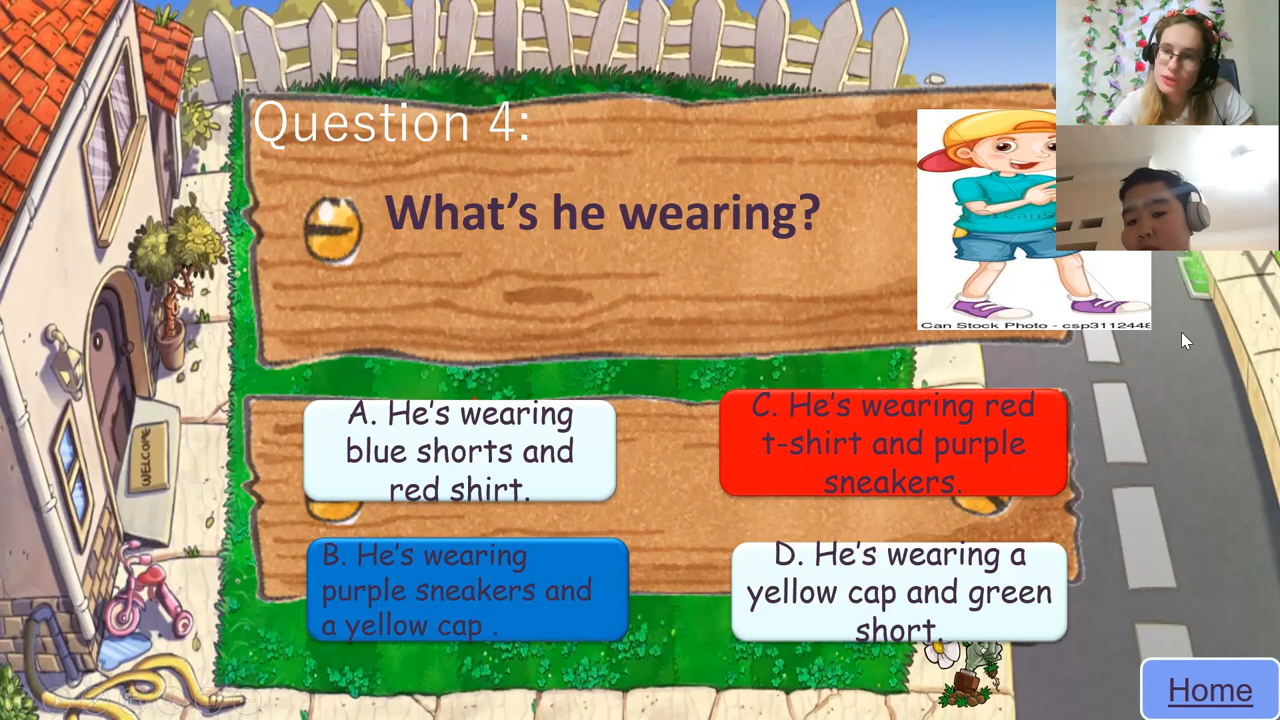 Question 4:
What's he wearing?
Can Stock Photo - csp3112448
WELCOME
A. He's wearing
blue shorts and
red shirt.
C. He's wearing red
t-shirt and purple
sneakers.
B. He's wearing
purple sneakers and
a yellow cap .
D. He's wearing a
yellow cap and green
short.
Home